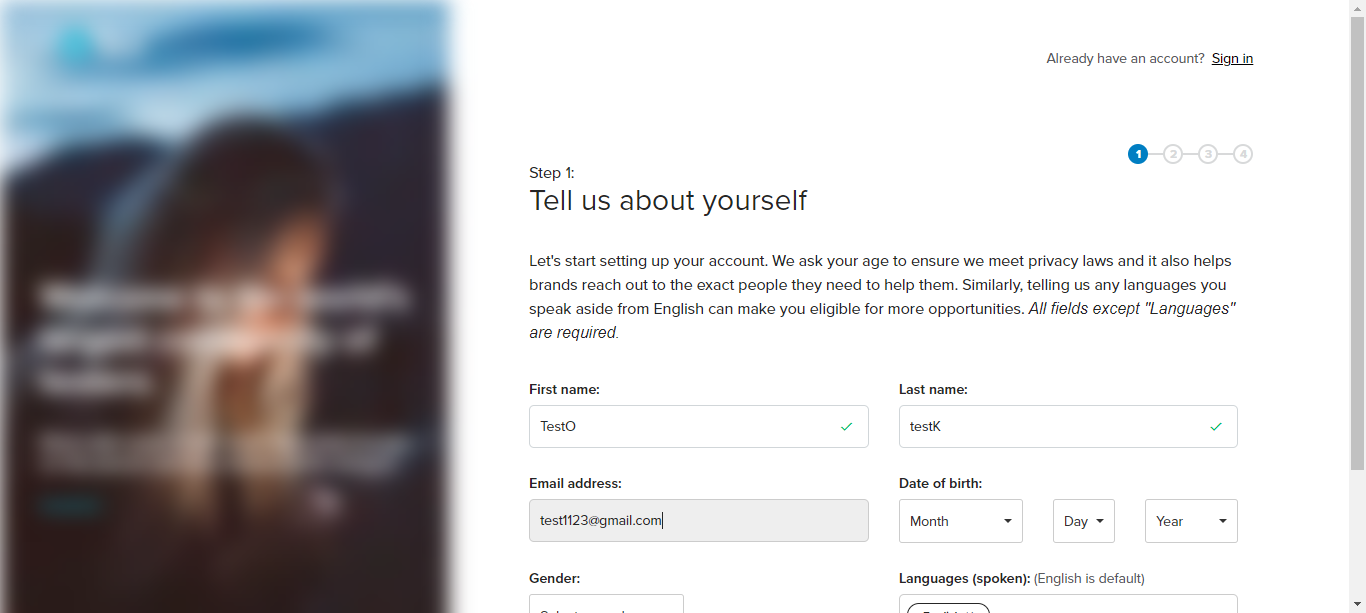 Already have an account? Sign in
1 2 3 4
Step 1:
Tell us about yourself
Let's start setting up your account. We ask your age to ensure we meet privacy laws and it also helps
brands reach out to the exact people they need to help them. Similarly, telling us any languages you
speak aside from English can make you eligible for more opportunities. All fields except "Languages"
are required.
First name:
Last name:
TestO
testK
Email address:
Date of birth:
test1123@gmail.com
Month
Day
Year
Gender:
Languages (spoken): (English is default)